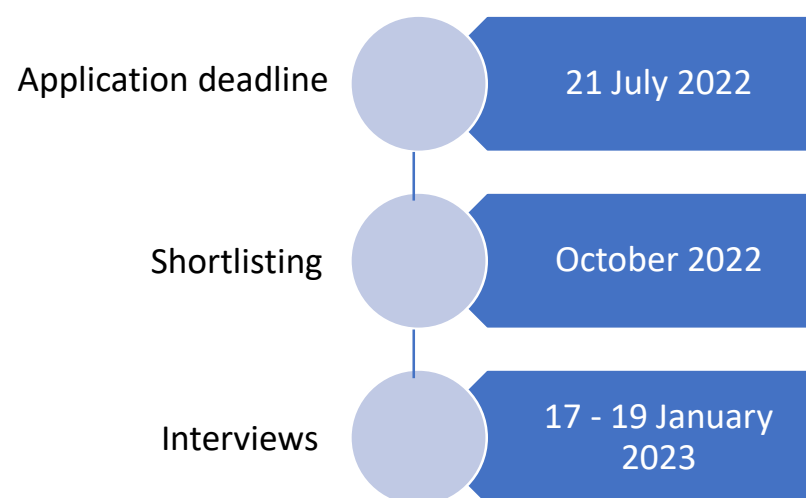 Application deadline
21 July 2022
Shortlisting
October 2022
Interviews
17 - 19 January
2023